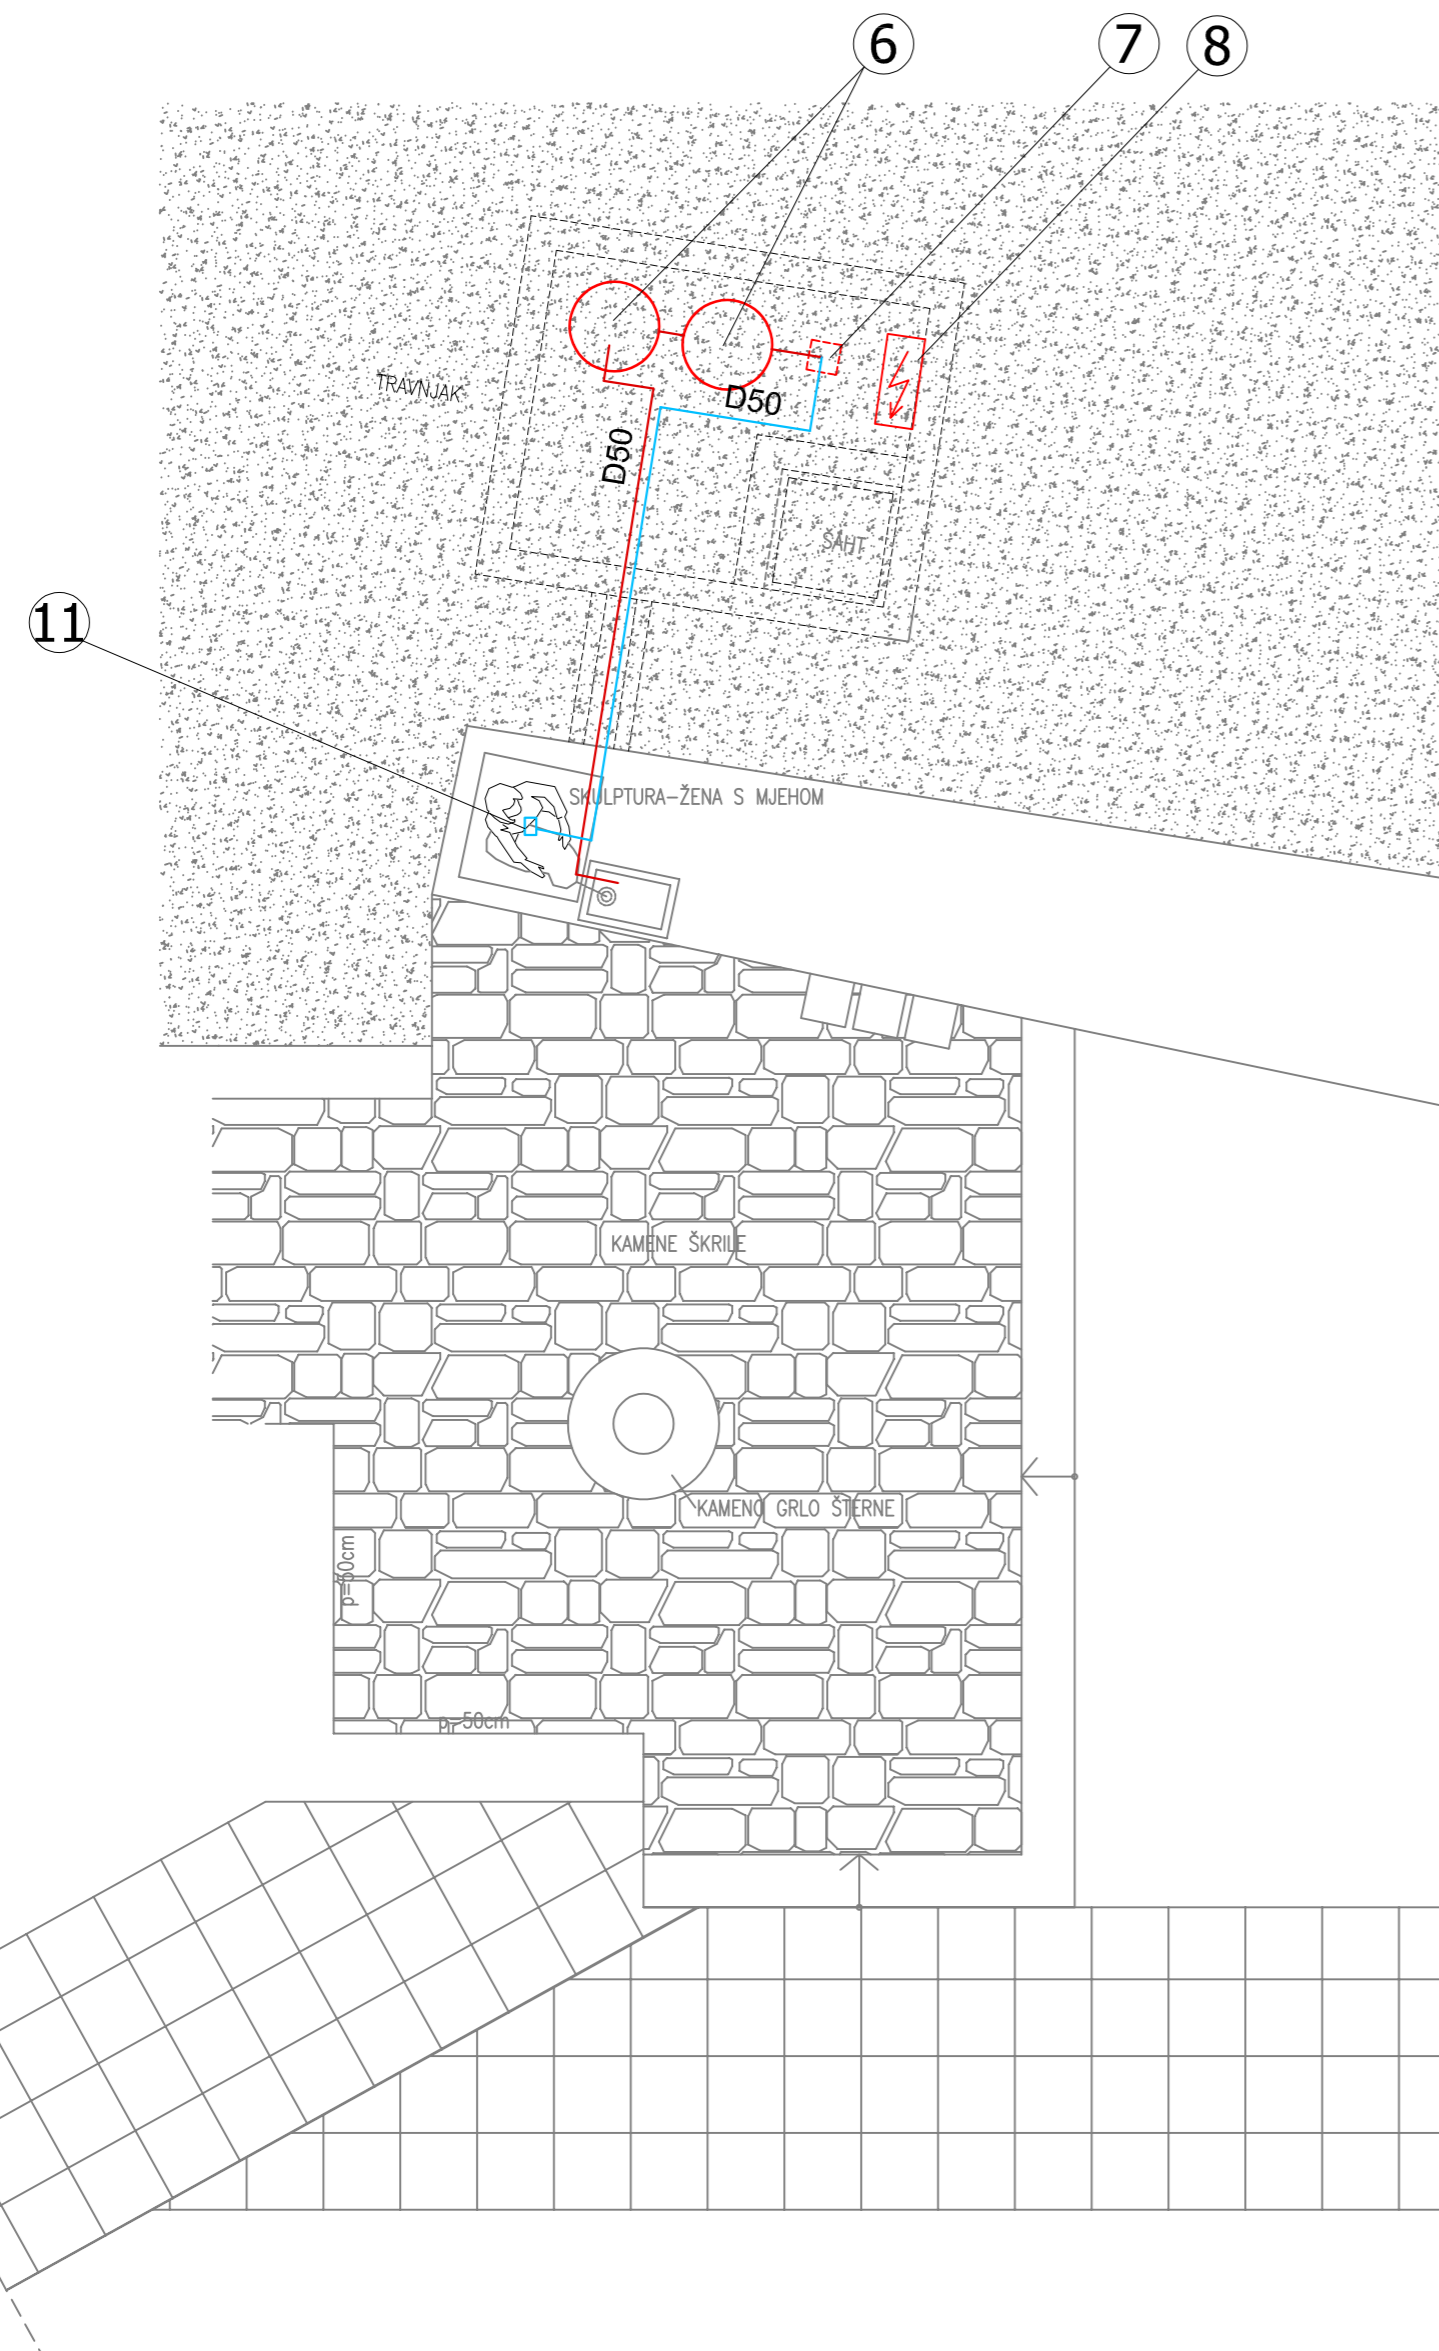 6
7
8
TRAVNJAK
D50
D50
ŠAHT
11
SKULPTURA-ŽENA S MJEHOM
KAMENE ŠKRILE
KAMENO GRLO ŠTERNE
p=50cm
p=50cm